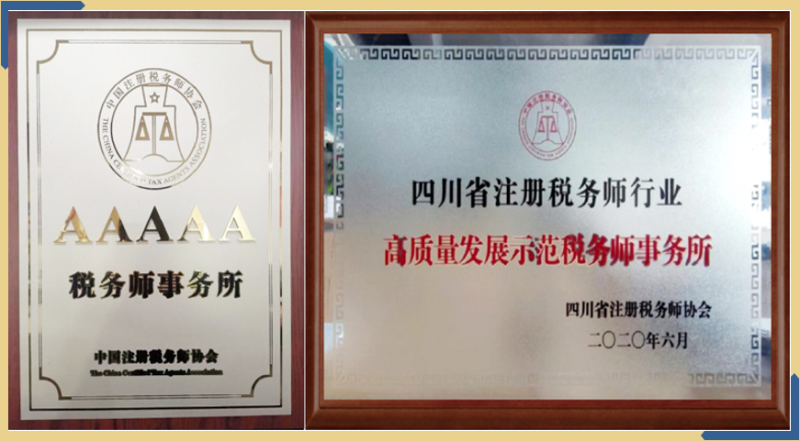 中国注册税务师协会
THE CHINA CE TAX AGENTS ASSOCIATION
AAAAA
税务师事务所
中国注册税务师协会
The China Certified Tax Agents Association
四川省注册税务师行业
高质量发展示范税务师事务所
四川省注册税务师协会
二〇二〇年六月